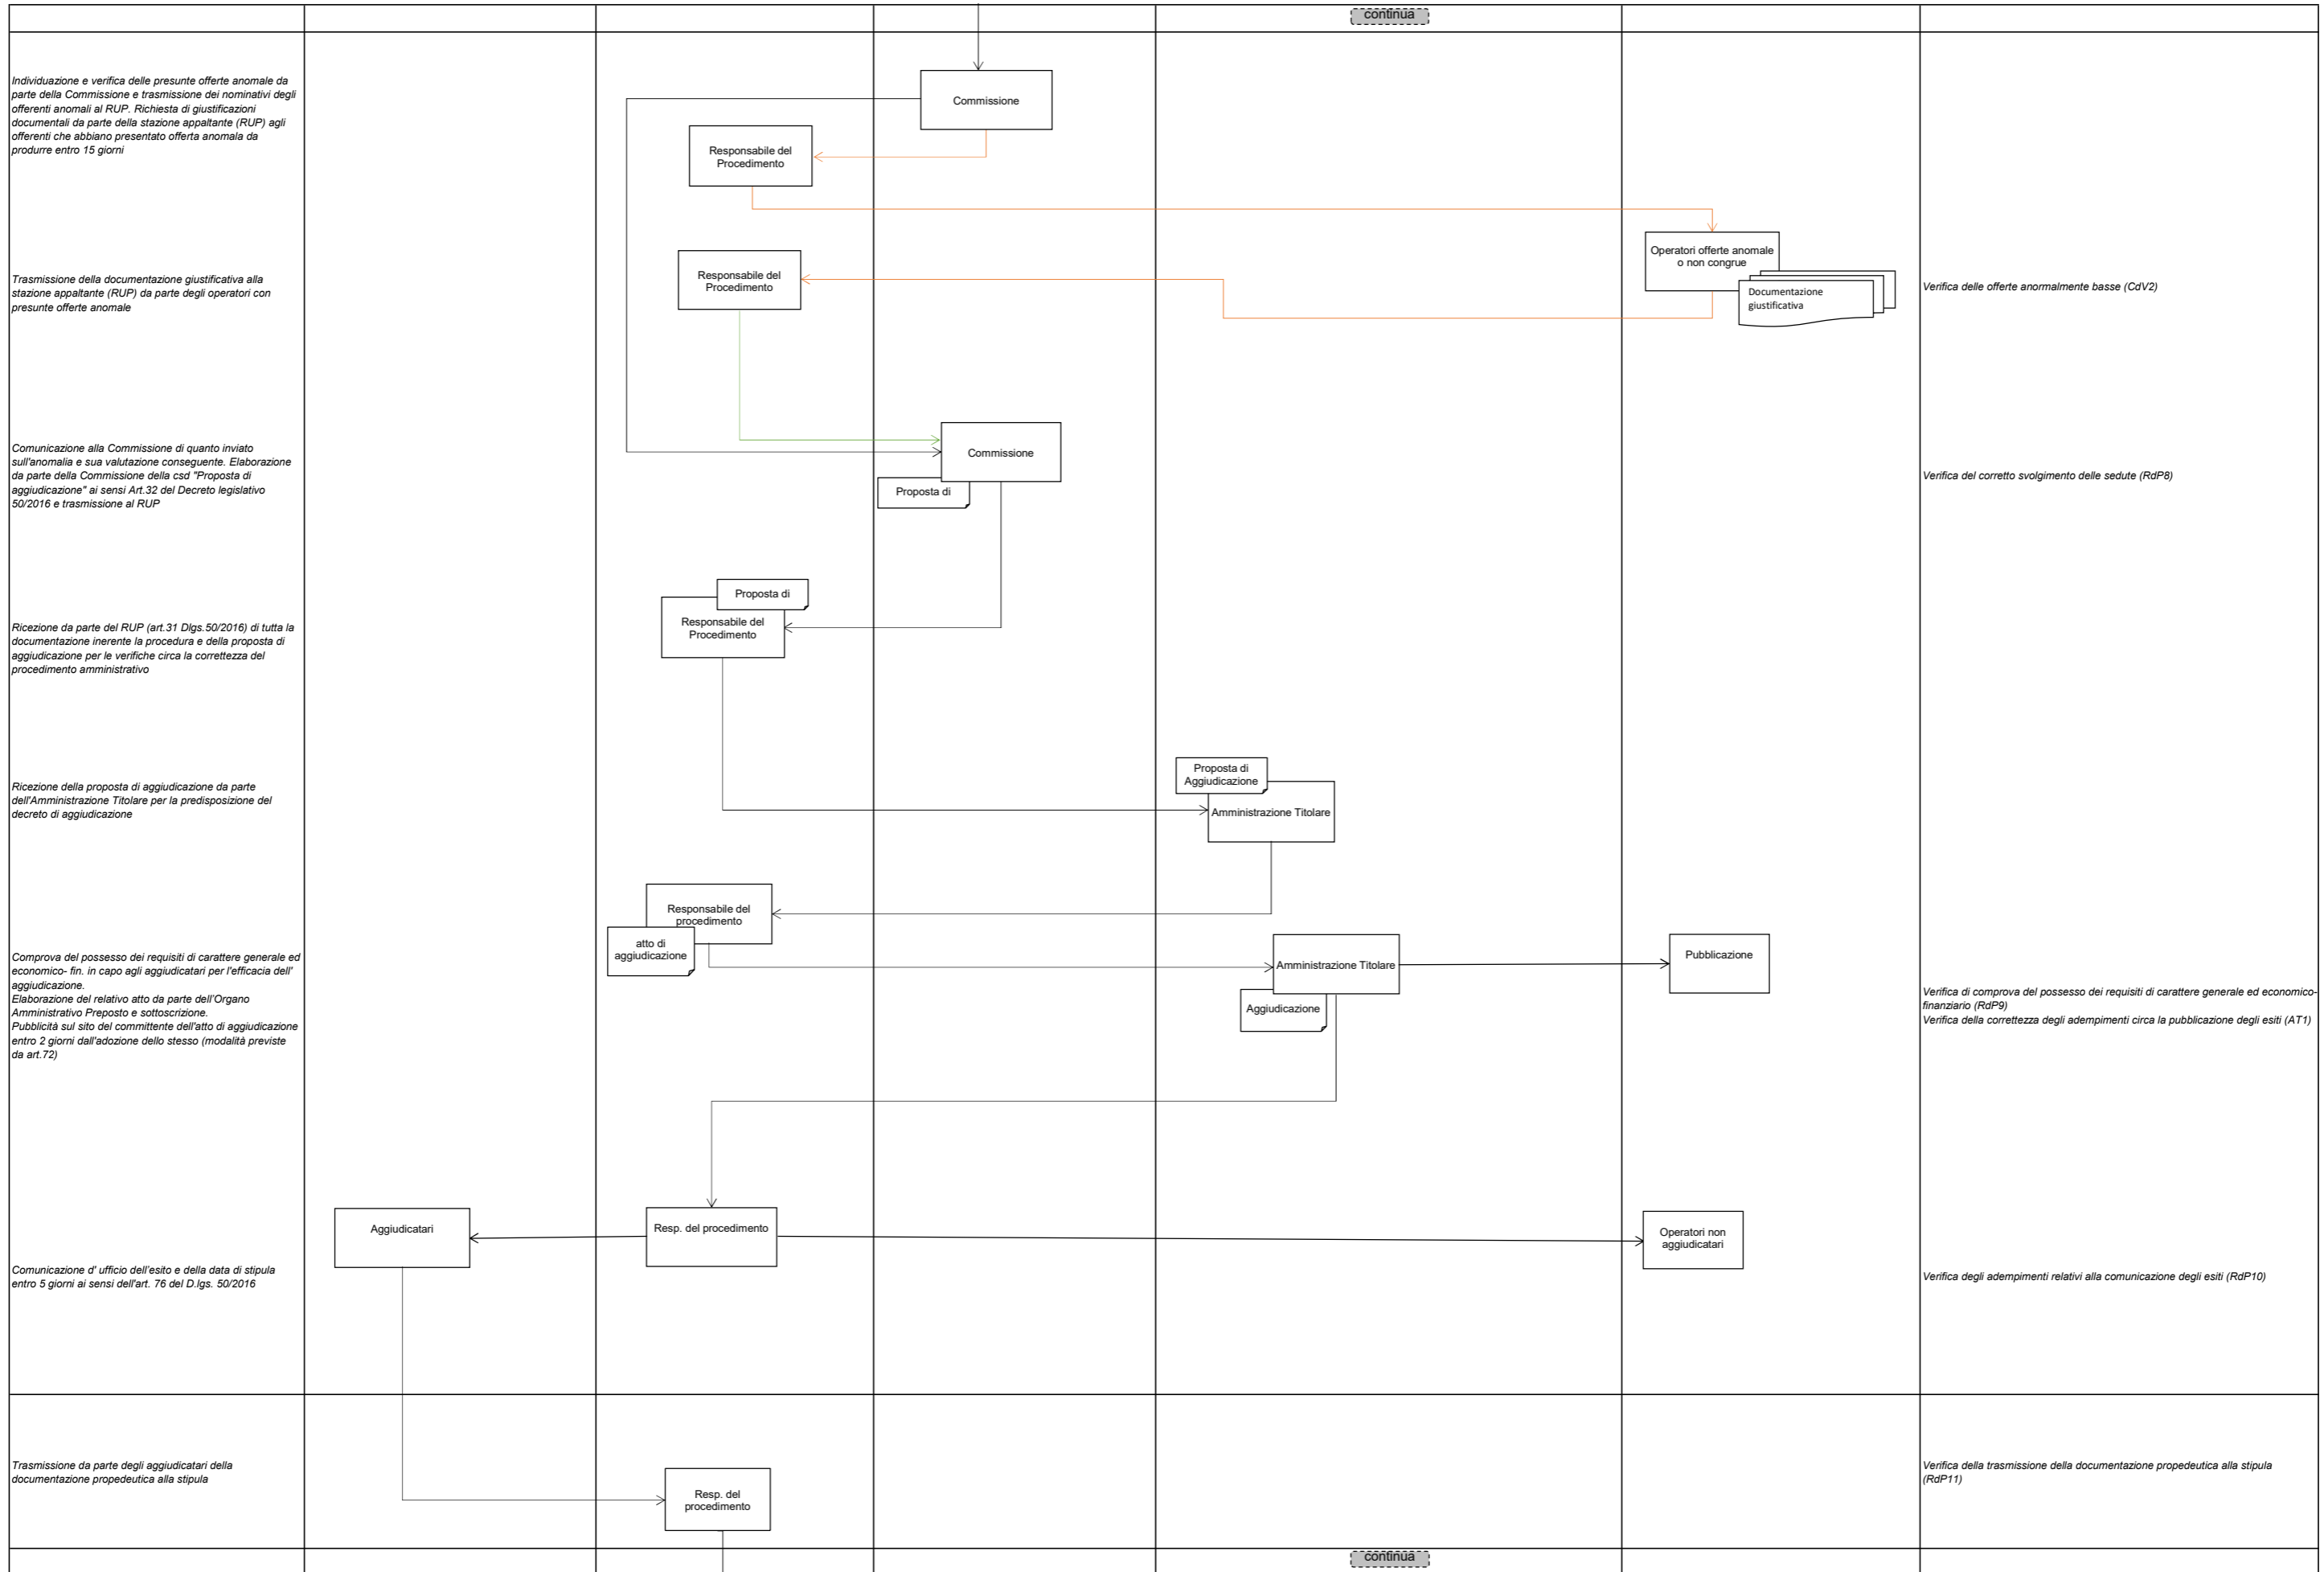 continua
Individuazione e verifica delle presunte offerte anomale da
parte della Commissione e trasmissione dei nominativi degli
offerenti anomali al RUP. Richiesta di giustificazioni
documentali da parte della stazione appaltante (RUP) agli
offerenti che abbiano presentato offerta anomala da
produrre entro 15 giorni
Commissione
Responsabile del
Procedimento
Operatori offerte anomale
o non congrue
Documentazione
giustificativa
Responsabile del
Procedimento
Trasmissione della documentazione giustificativa alla
stazione appaltante (RUP) da parte degli operatori con
presunte offerte anomale
Verifica delle offerte anormalmente basse (CdV2)
Comunicazione alla Commissione di quanto inviato
sull'anomalia e sua valutazione conseguente. Elaborazione
da parte della Commissione della csd "Proposta di
aggiudicazione" ai sensi Art.32 del Decreto legislativo
50/2016 e trasmissione al RUP
Commissione
Proposta di
Verifica del corretto svolgimento delle sedute (RdP8)
Proposta di
Responsabile del
Procedimento
Ricezione da parte del RUP (art.31 Dlgs.50/2016) di tutta la
documentazione inerente la procedura e della proposta di
aggiudicazione per le verifiche circa la correttezza del
procedimento amministrativo
Proposta di
Aggiudicazione
Amministrazione Titolare
Ricezione della proposta di aggiudicazione da parte
dell'Amministrazione Titolare per la predisposizione del
decreto di aggiudicazione
Responsabile del
procedimento
atto di
aggiudicazione
Amministrazione Titolare
Aggiudicazione
Pubblicazione
Comprova del possesso dei requisiti di carattere generale ed
economico- fin. in capo agli aggiudicatari per l'efficacia dell'
aggiudicazione.
Elaborazione del relativo atto da parte dell'Organo
Amministrativo Preposto e sottoscrizione.
Pubblicità sul sito del committente dell'atto di aggiudicazione
entro 2 giorni dall'adozione dello stesso (modalità previste
da art.72)
Verifica di comprova del possesso dei requisiti di carattere generale ed economico-
finanziario (RdP9)
Verifica della correttezza degli adempimenti circa la pubblicazione degli esiti (AT1)
Aggiudicatari
Resp. del procedimento
Operatori non
aggiudicatari
Comunicazione d' ufficio dell'esito e della data di stipula
entro 5 giorni ai sensi dell'art. 76 del D.lgs. 50/2016
Verifica degli adempimenti relativi alla comunicazione degli esiti (RdP10)
Trasmissione da parte degli aggiudicatari della
documentazione propedeutica alla stipula
Resp. del
procedimento
Verifica della trasmissione della documentazione propedeutica alla stipula
(RdP11)
continua